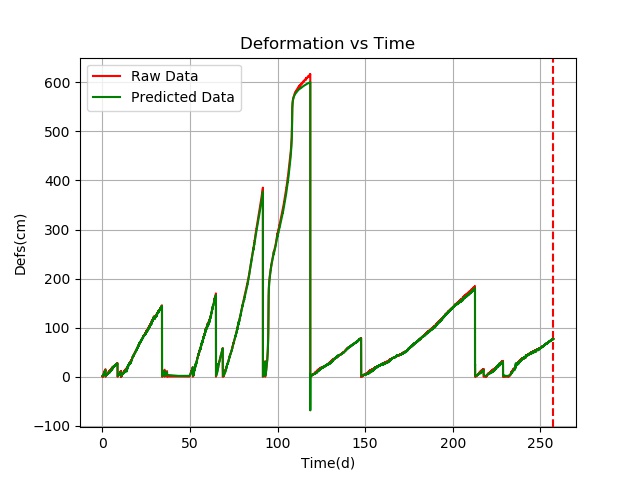 Deformation vs Time
Raw Data
Predicted Data
Defs(cm)
600
500
400
300
200
100
0
−100
0 50 100 150 200 250
Time(d)